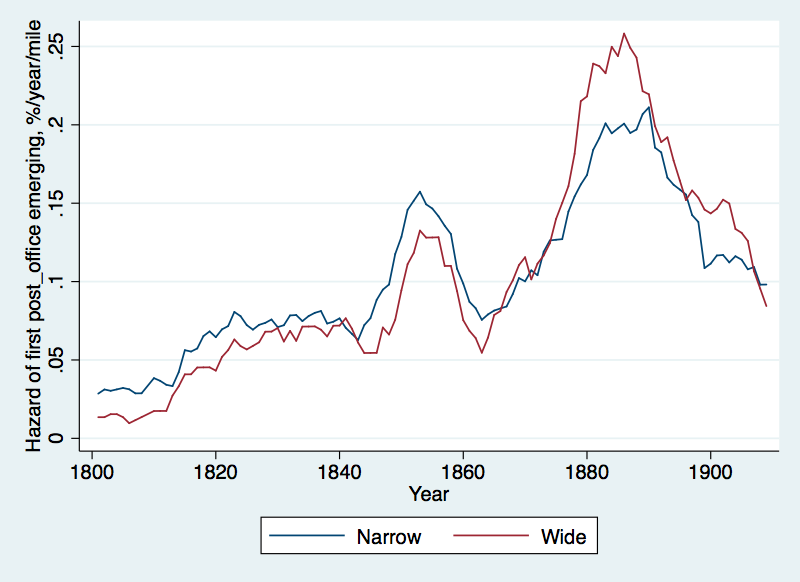 Hazard of first post_office emerging, %/year/mile
.25
.2
.15
.1
.05
0
1800 1820 1840 1860 1880 1900
Year
Narrow Wide